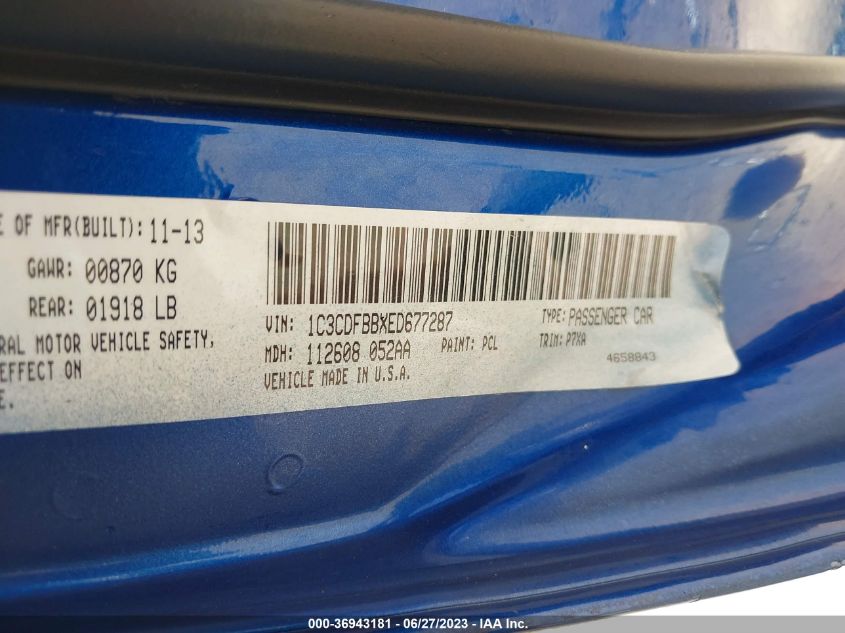 E OF MFR(BUILT): 11-13
GAWR: 00870 KG
REAR: 01918 LB
RAL MOTOR VEHICLE SAFETY,
EFFECT ON
E.
VIN: 1C3CDFBBXED677287
TYPE: PASSENGER CAR
MDH: 112608 052AA
PAINT: PCL
TRIM: P7XA
VEHICLE MADE IN U.S.A.
4658843
000-36943181 - 06/27/2023 - © IAA Inc.